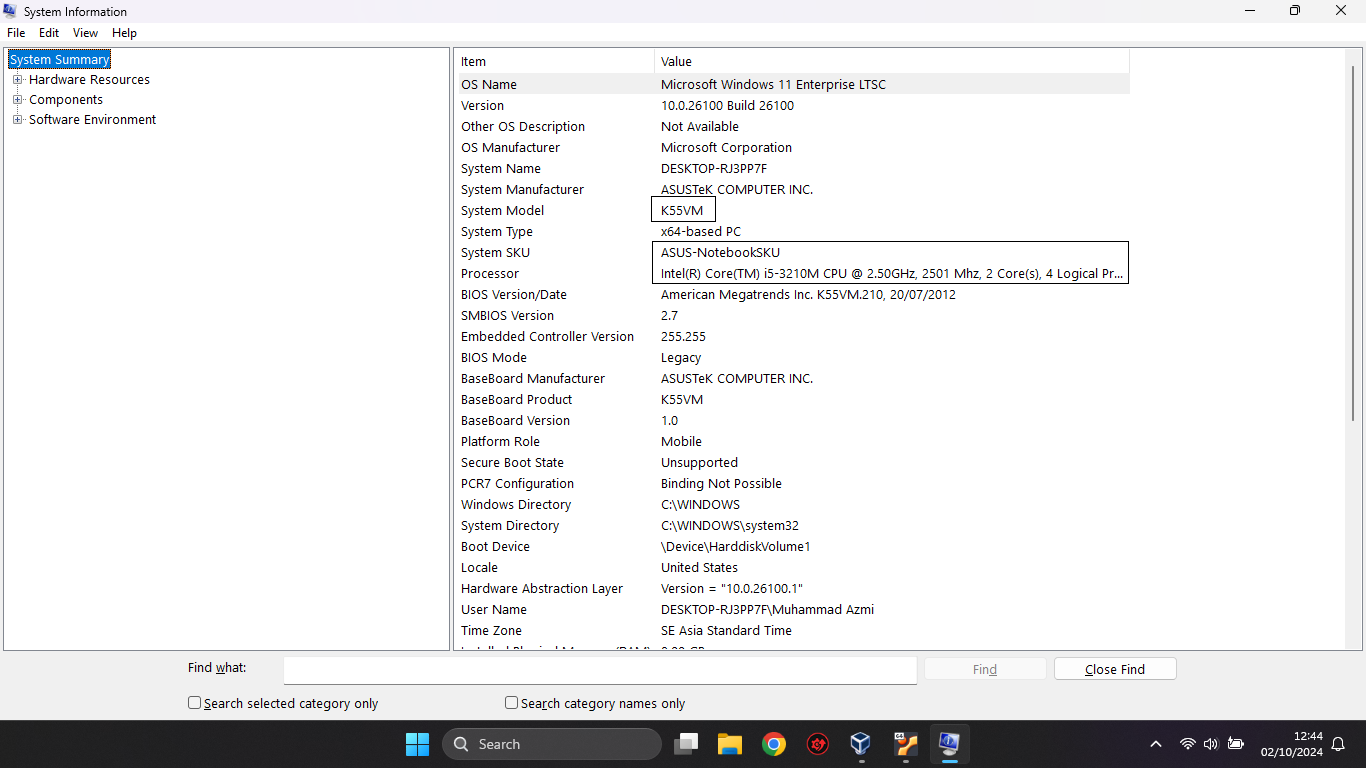 System Information
File Edit View Help
System Summary
Hardware Resources
Components
Software Environment
Item Value
OS Name Microsoft Windows 11 Enterprise LTSC
Version 10.0.26100 Build 26100
Other OS Description Not Available
OS Manufacturer Microsoft Corporation
System Name DESKTOP-RJ3PP7F
System Manufacturer ASUSTeK COMPUTER INC.
System Model K55VM
System Type x64-based PC
System SKU ASUS-NotebookSKU
Processor Intel(R) Core(TM) i5-3210M CPU @ 2.50GHz, 2501 Mhz, 2 Core(s), 4 Logical Pr...
BIOS Version/Date American Megatrends Inc. K55VM.210, 20/07/2012
SMBIOS Version 2.7
Embedded Controller Version 255.255
BIOS Mode Legacy
BaseBoard Manufacturer ASUSTeK COMPUTER INC.
BaseBoard Product K55VM
BaseBoard Version 1.0
Platform Role Mobile
Secure Boot State Unsupported
PCR7 Configuration Binding Not Possible
Windows Directory C:\WINDOWS
System Directory C:\WINDOWS\system32
Boot Device \Device\HarddiskVolume1
Locale United States
Hardware Abstraction Layer Version = "10.0.26100.1"
User Name DESKTOP-RJ3PP7F\Muhammad Azmi
Time Zone SE Asia Standard Time
Find what: Find Close Find
Search selected category only Search category names only
Search
12:44
02/10/2024